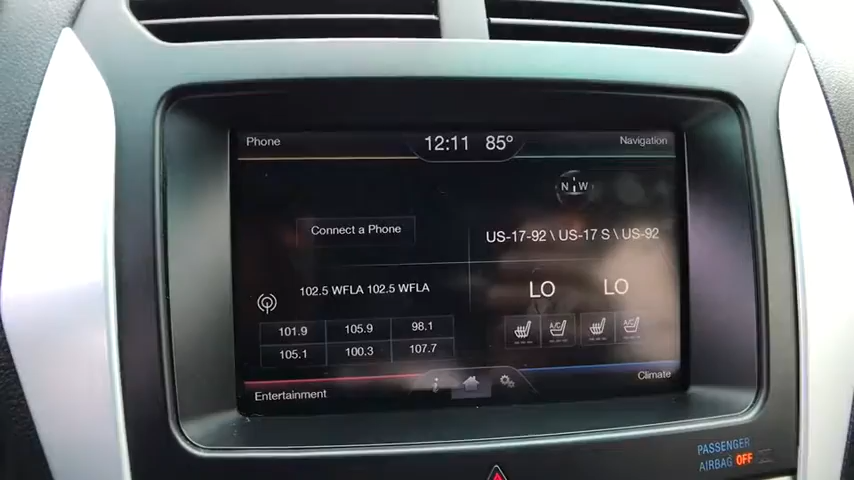 Phone
12:11 85°
Navigation
N W
Connect a Phone
US-17-92 \ US-17 S \ US-92
102.5 WFLA 102.5 WFLA
LO LO
101.9 105.9 98.1
105.1 100.3 107.7
A/C A/C
Entertainment
i
Climate
PASSENGER
AIRBAG OFF